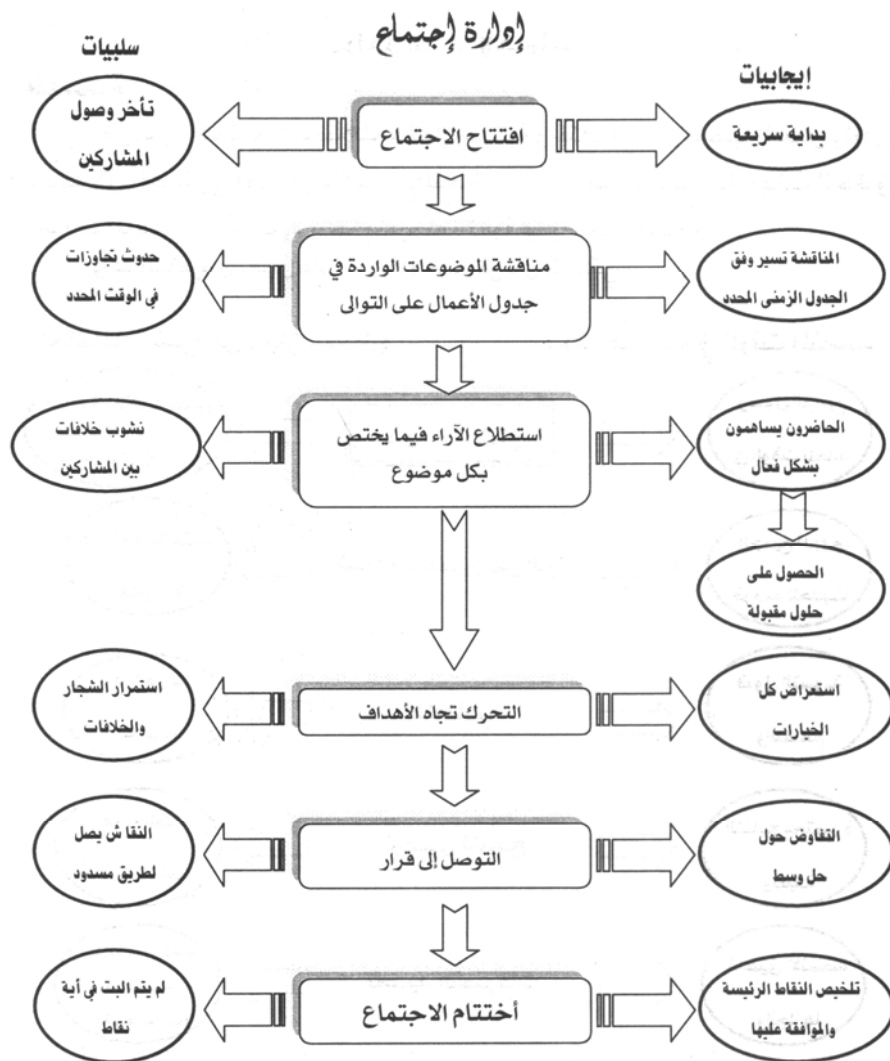 إدارة إجتماع
إيجابيات
سلبيات
بداية سريعة
افتتاح الاجتماع
تأخر وصول
المشاركين
المناقشة تسير وفق
الجدول الزمنى المحدد
مناقشة الموضوعات الواردة في
جدول الأعمال على التوالى
حدوث تجاوزات
في الوقت المحدد
الحاضرون يساهمون
بشكل فعال
استطلاع الآراء فيما يختص
بكل موضوع
نشوب خلافات
بين المشاركين
الحصول على
حلول مقبولة
استعراض كل
الخيارات
التحرك تجاه الأهداف
استمرار الشجار
والخلافات
التفاوض حول
حل وسط
التوصل إلى قرار
النقاش يصل
لطريق مسدود
تلخيص النقاط الرئيسة
والموافقة عليها
أختتام الاجتماع
لم يتم البت في أية
نقاط